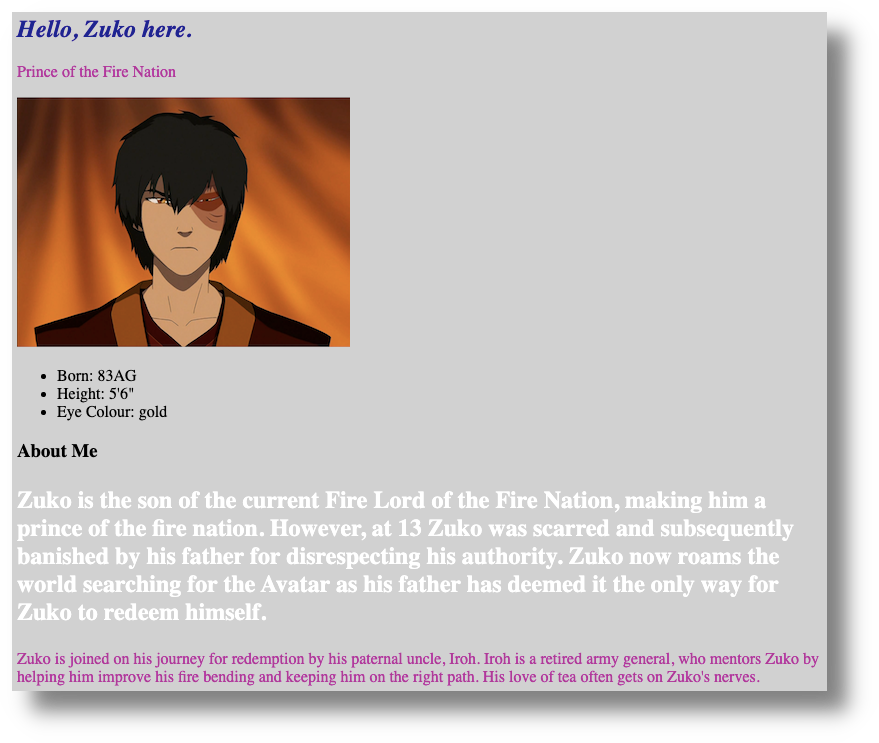 Hello, Zuko here.
Prince of the Fire Nation
Born: 83AG
Height: 5'6"
Eye Colour: gold
About Me
Zuko is the son of the current Fire Lord of the Fire Nation, making him a
prince of the fire nation. However, at 13 Zuko was scarred and subsequently
banished by his father for disrespecting his authority. Zuko now roams the
world searching for the Avatar as his father has deemed it the only way for
Zuko to redeem himself.
Zuko is joined on his journey for redemption by his paternal uncle, Iroh. Iroh is a retired army general, who mentors Zuko by
helping him improve his fire bending and keeping him on the right path. His love of tea often gets on Zuko's nerves.